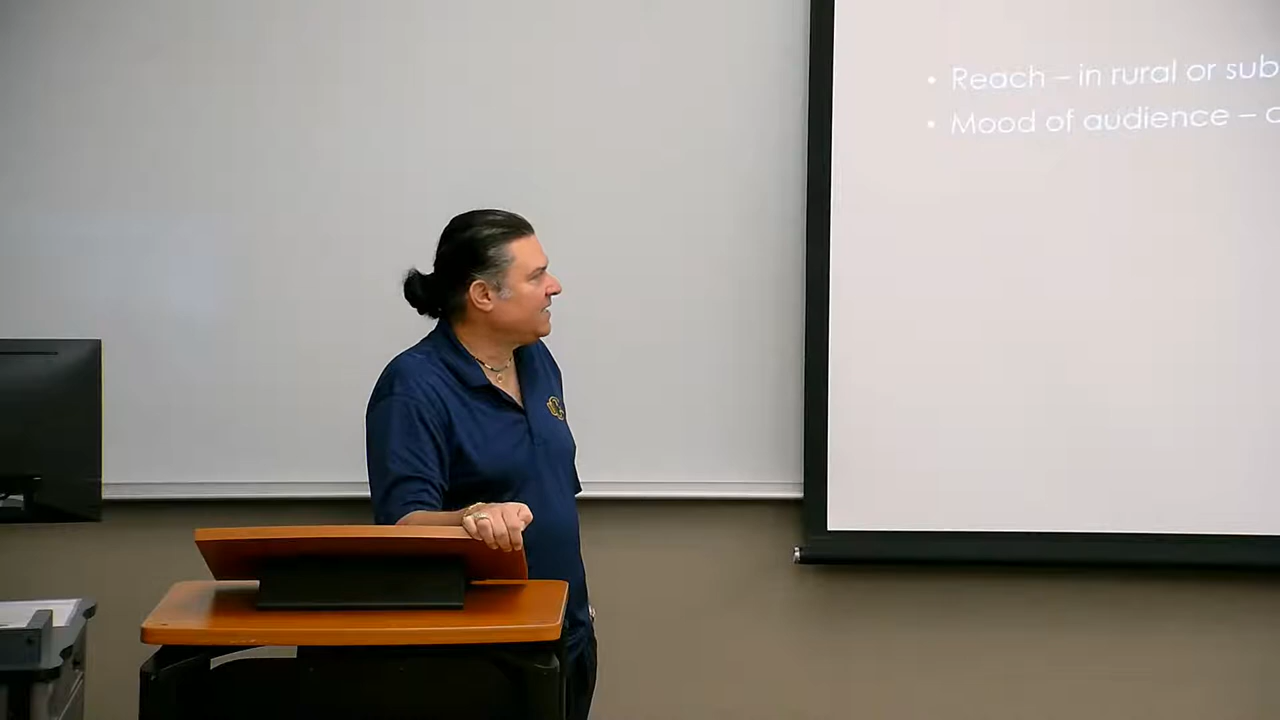 • Reach – in rural or sub
• Mood of audience –